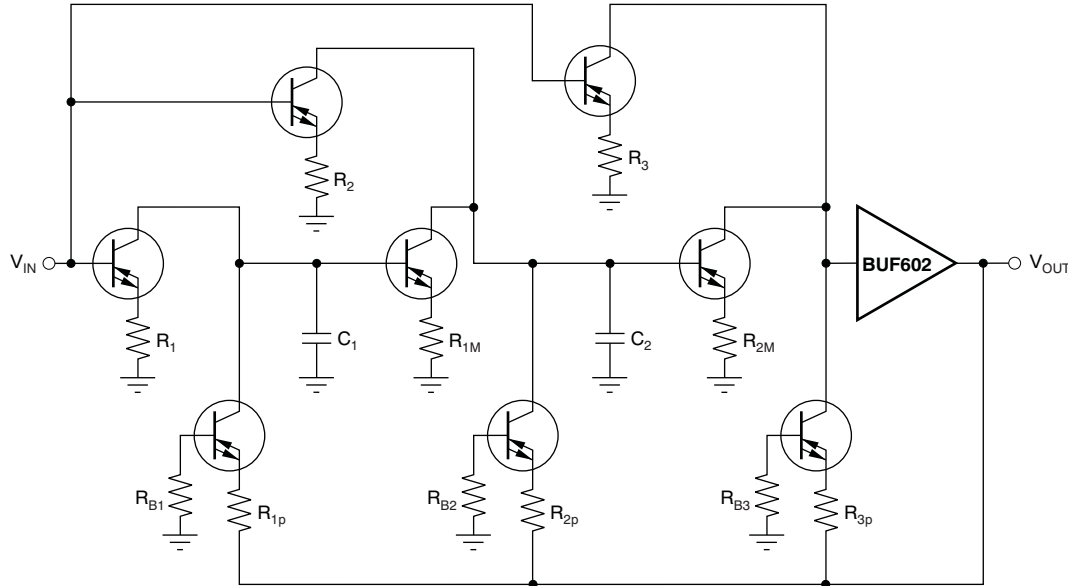 R3
R2
VIN
BUF602
VOUT
R1
C1
R1M
C2
R2M
RB1
R1p
RB2
R2p
RB3
R3p